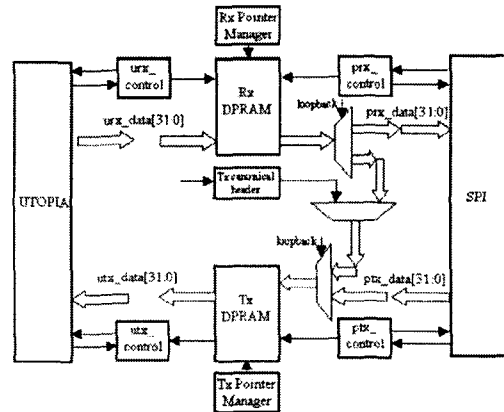 Rx Pointer
Manager
urx_
control
Rx
DPRAM
prx_
control
loopback
urx_data[31:0]
prx_data[31:0]
UTOPIA
SPI
Tx canonical
header
loopback
utx_data[31:0]
ptx_data[31:0]
Tx
DPRAM
utx_
control
ptx_
control
Tx Pointer
Manager